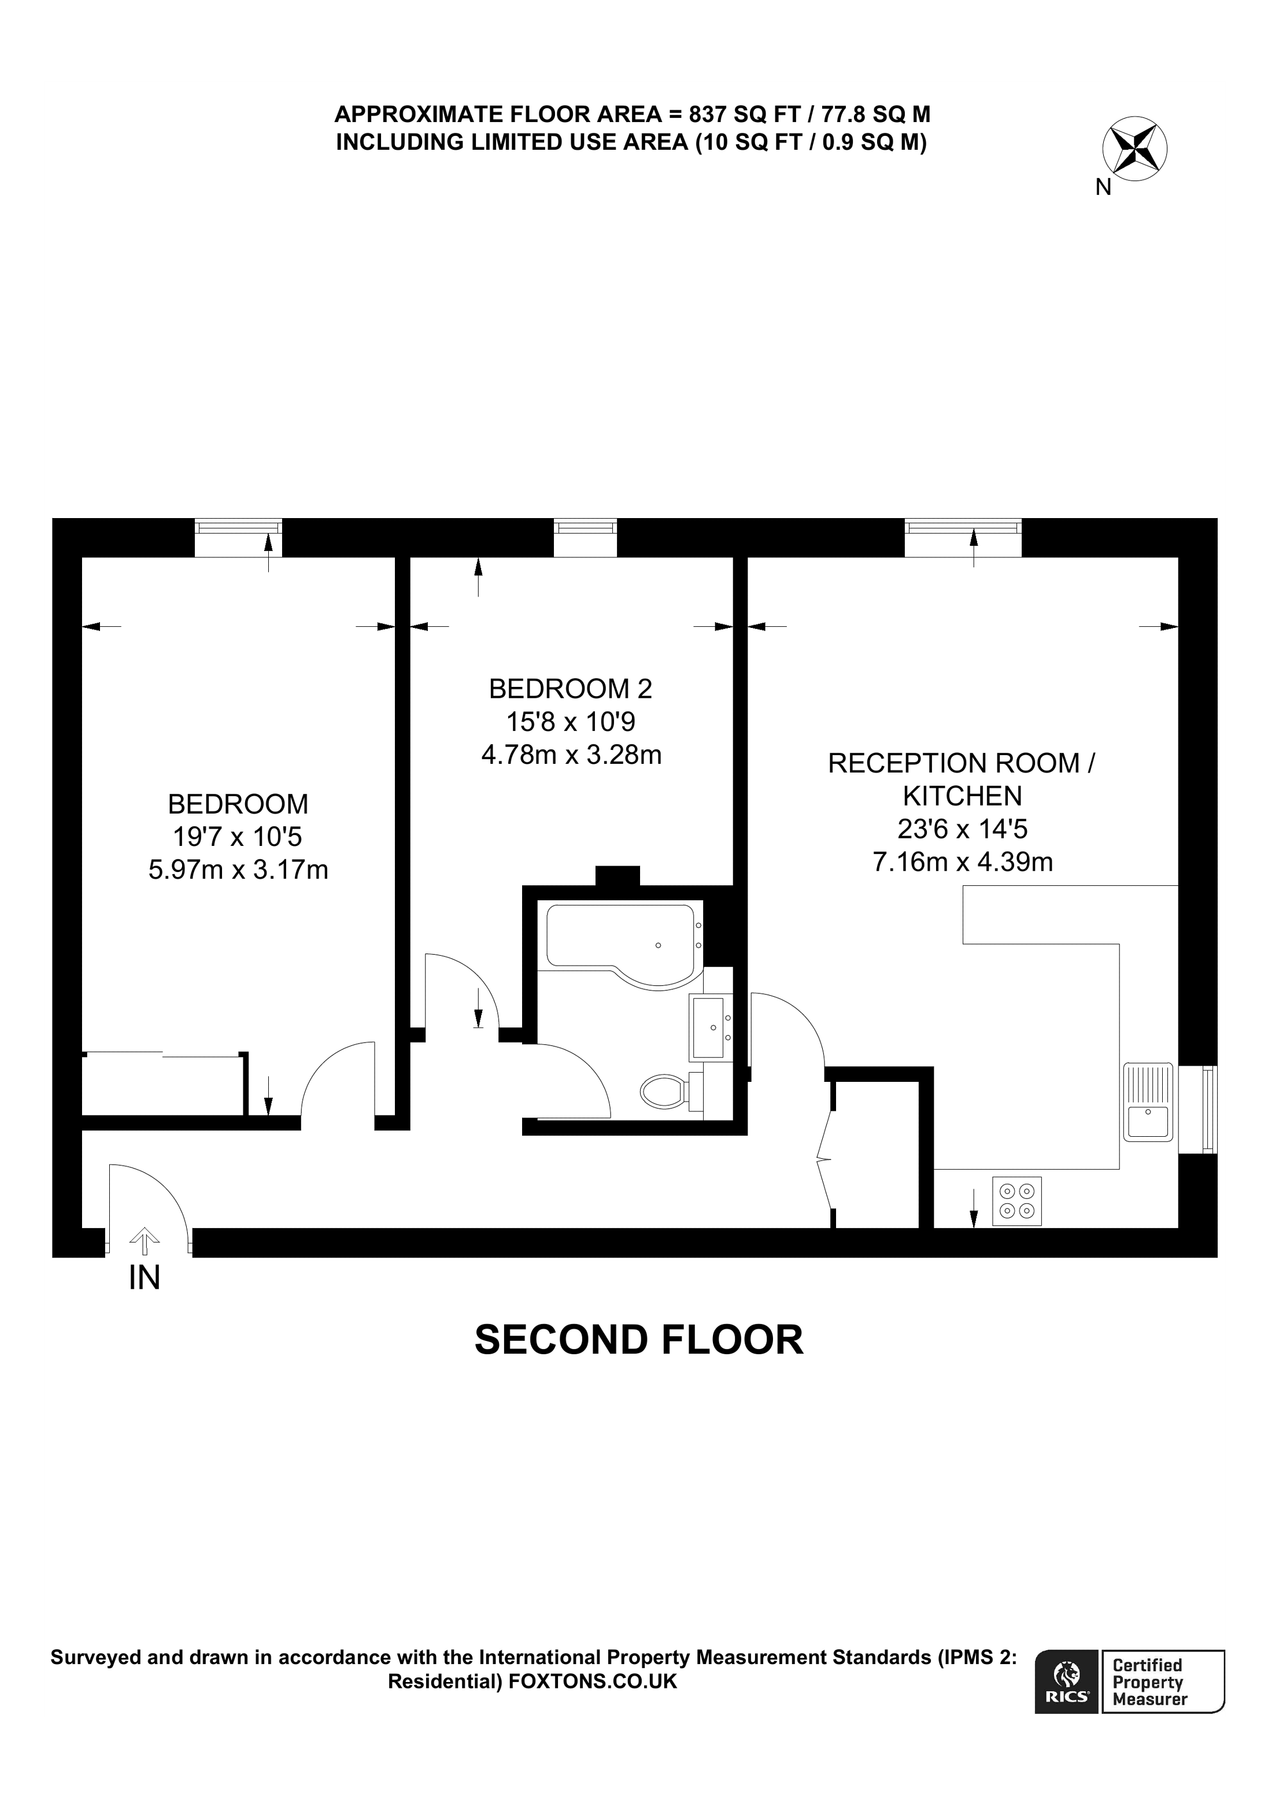 APPROXIMATE FLOOR AREA = 837 SQ FT / 77.8 SQ M
INCLUDING LIMITED USE AREA (10 SQ FT / 0.9 SQ M)
N
BEDROOM 2
15'8 x 10'9
4.78m x 3.28m
RECEPTION ROOM /
KITCHEN
23'6 x 14'5
7.16m x 4.39m
BEDROOM
19'7 x 10'5
5.97m x 3.17m
IN
SECOND FLOOR
Surveyed and drawn in accordance with the International Property Measurement Standards (IPMS 2:
Residential) FOXTONS.CO.UK
RICS
Certified
Property
Measurer